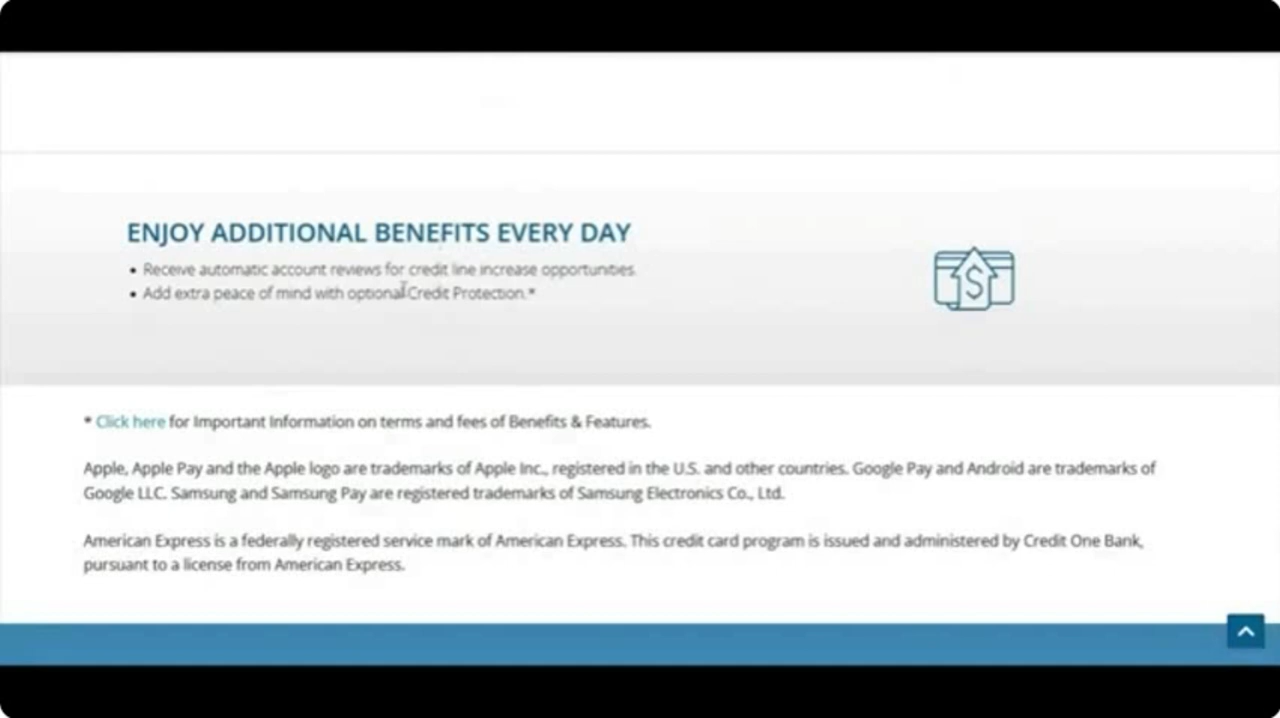 ENJOY ADDITIONAL BENEFITS EVERY DAY
• Receive automatic account reviews for credit line increase opportunities.
• Add extra peace of mind with optional Credit Protection.*
$
* Click here for Important Information on terms and fees of Benefits & Features.
Apple, Apple Pay and the Apple logo are trademarks of Apple Inc., registered in the U.S. and other countries. Google Pay and Android are trademarks of
Google LLC. Samsung and Samsung Pay are registered trademarks of Samsung Electronics Co., Ltd.
American Express is a federally registered service mark of American Express. This credit card program is issued and administered by Credit One Bank,
pursuant to a license from American Express.